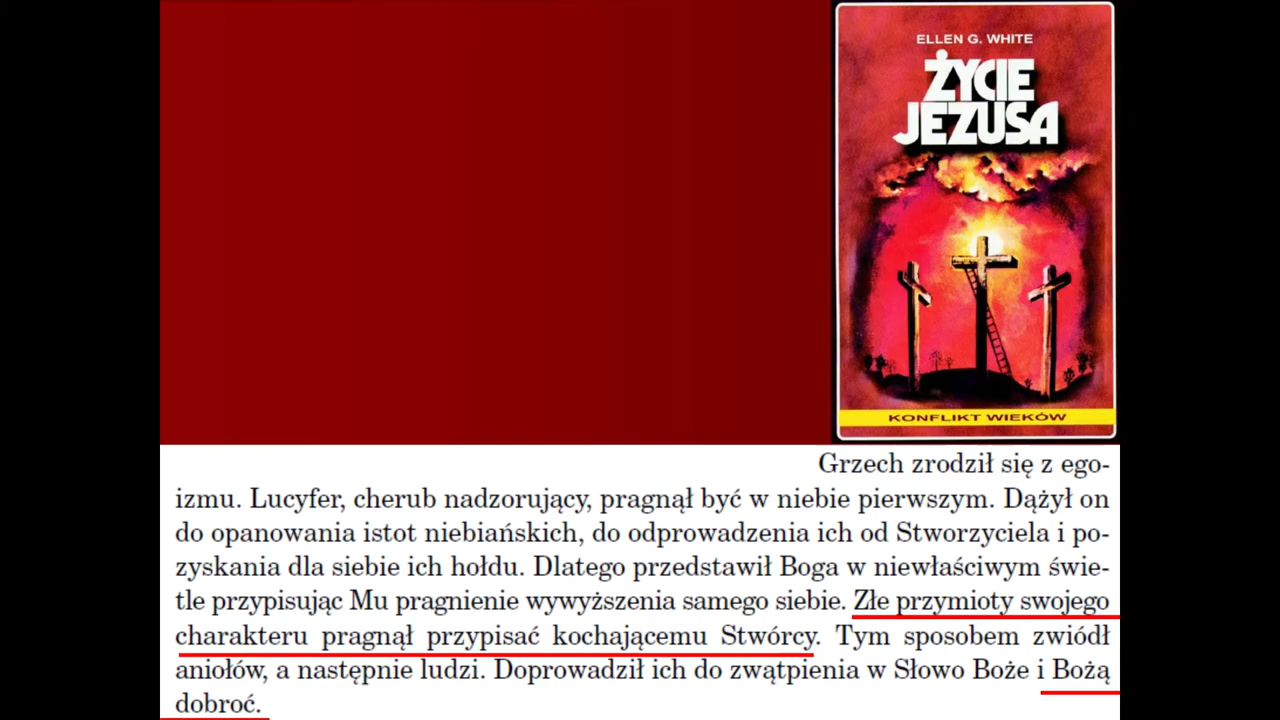 ELLEN G. WHITE
ŻYCIE
JEZUSA
KONFLIKT WIEKÓW
Grzech zrodził się z ego-
izmu. Lucyfer, cherub nadzorujący, pragnął być w niebie pierwszym. Dążył on
do opanowania istot niebiańskich, do odprowadzenia ich od Stworzyciela i po-
zyskania dla siebie ich hołdu. Dlatego przedstawił Boga w niewłaściwym świe-
tle przypisując Mu pragnienie wywyższenia samego siebie. Złe przymioty swojego
charakteru pragnął przypisać kochającemu Stwórcy. Tym sposobem zwiódł
aniołów, a następnie ludzi. Doprowadził ich do zwątpienia w Słowo Boże i Bożą
dobroć.